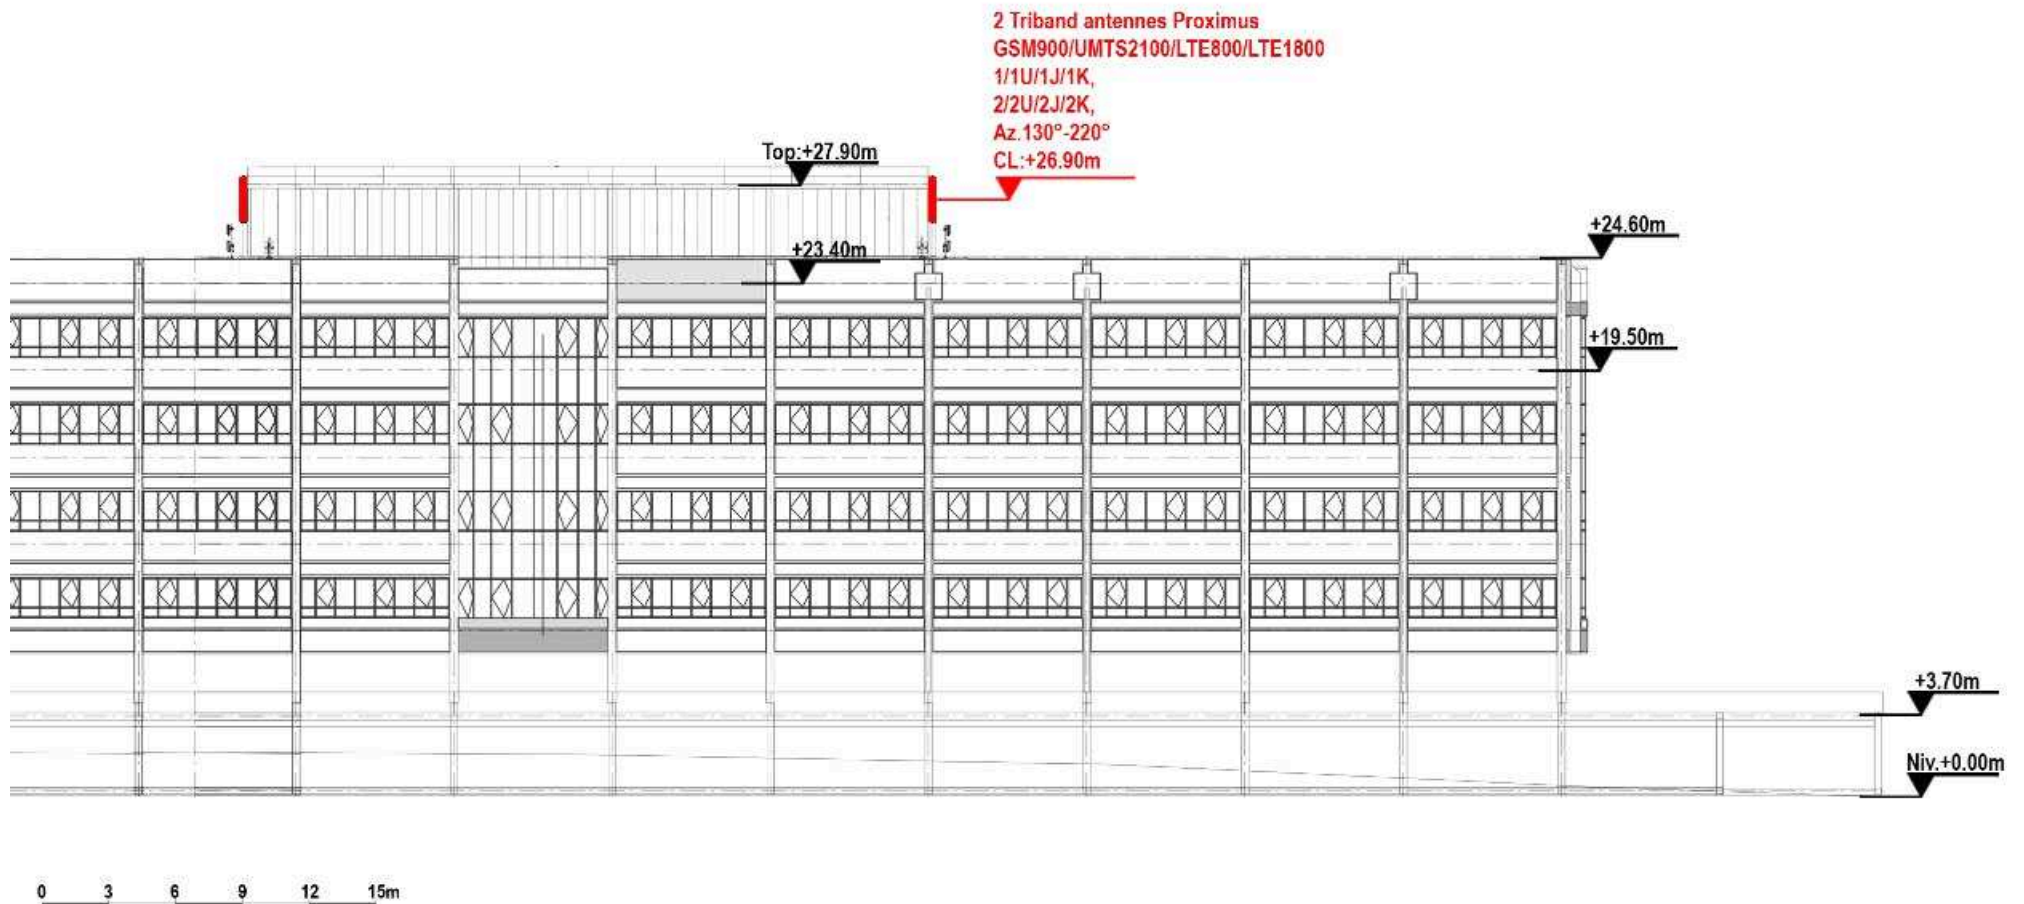 2 Triband antennes Proximus
GSM900/UMTS2100/LTE800/LTE1800
1/1U/1J/1K,
2/2U/2J/2K,
Az.130°-220°
CL:+26.90m
Top:+27.90m
+24.60m
+23.40m
+19.50m
+3.70m
Niv.+0.00m
0 3 6 9 12 15m